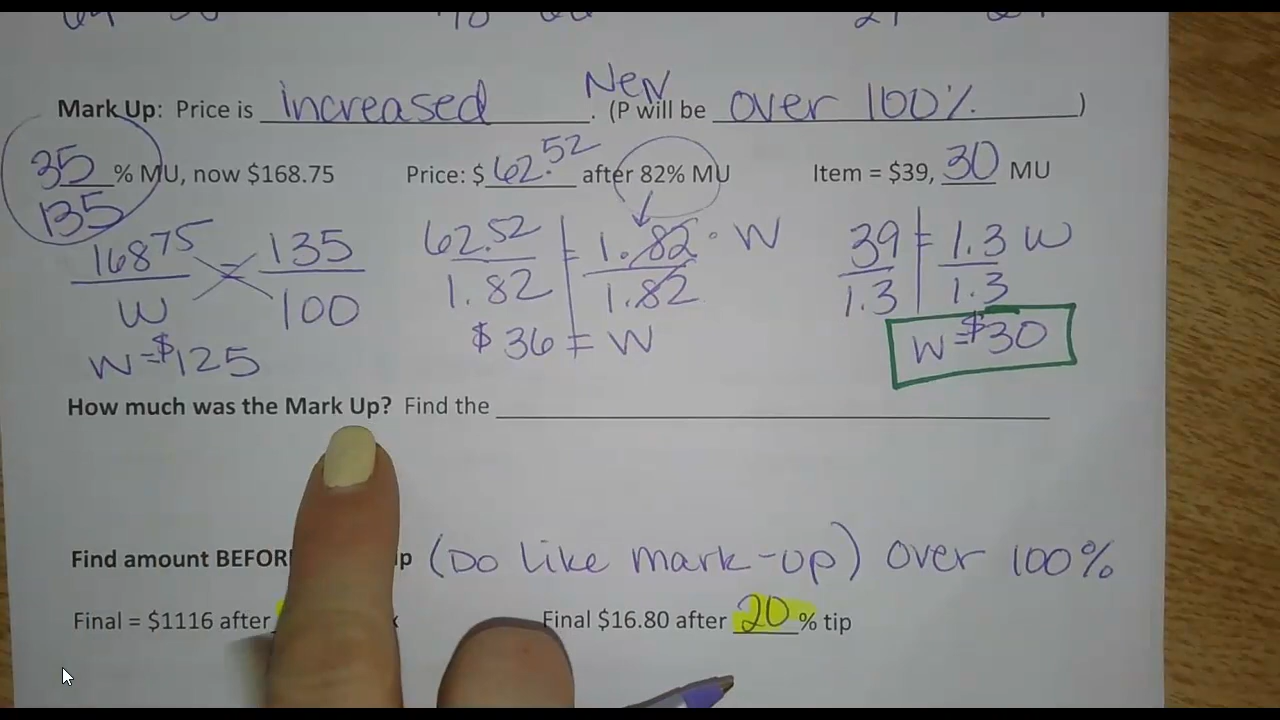 New
Mark Up: Price is increased. (P will be over 100%)
35 % MU, now $168.75 Price: $ 62.52 after 82% MU Item = $39, 30 MU
135
168 75 135 62.52 = 1.82 · W 39 = 1.3 W
W 100 1.82 1.82 1.3 1.3
W = $125 $ 36 = W W = $30
How much was the Mark Up? Find the
Find amount (Do like mark-up) over 100%
Final = $1116 after Final $16.80 after 20 % tip